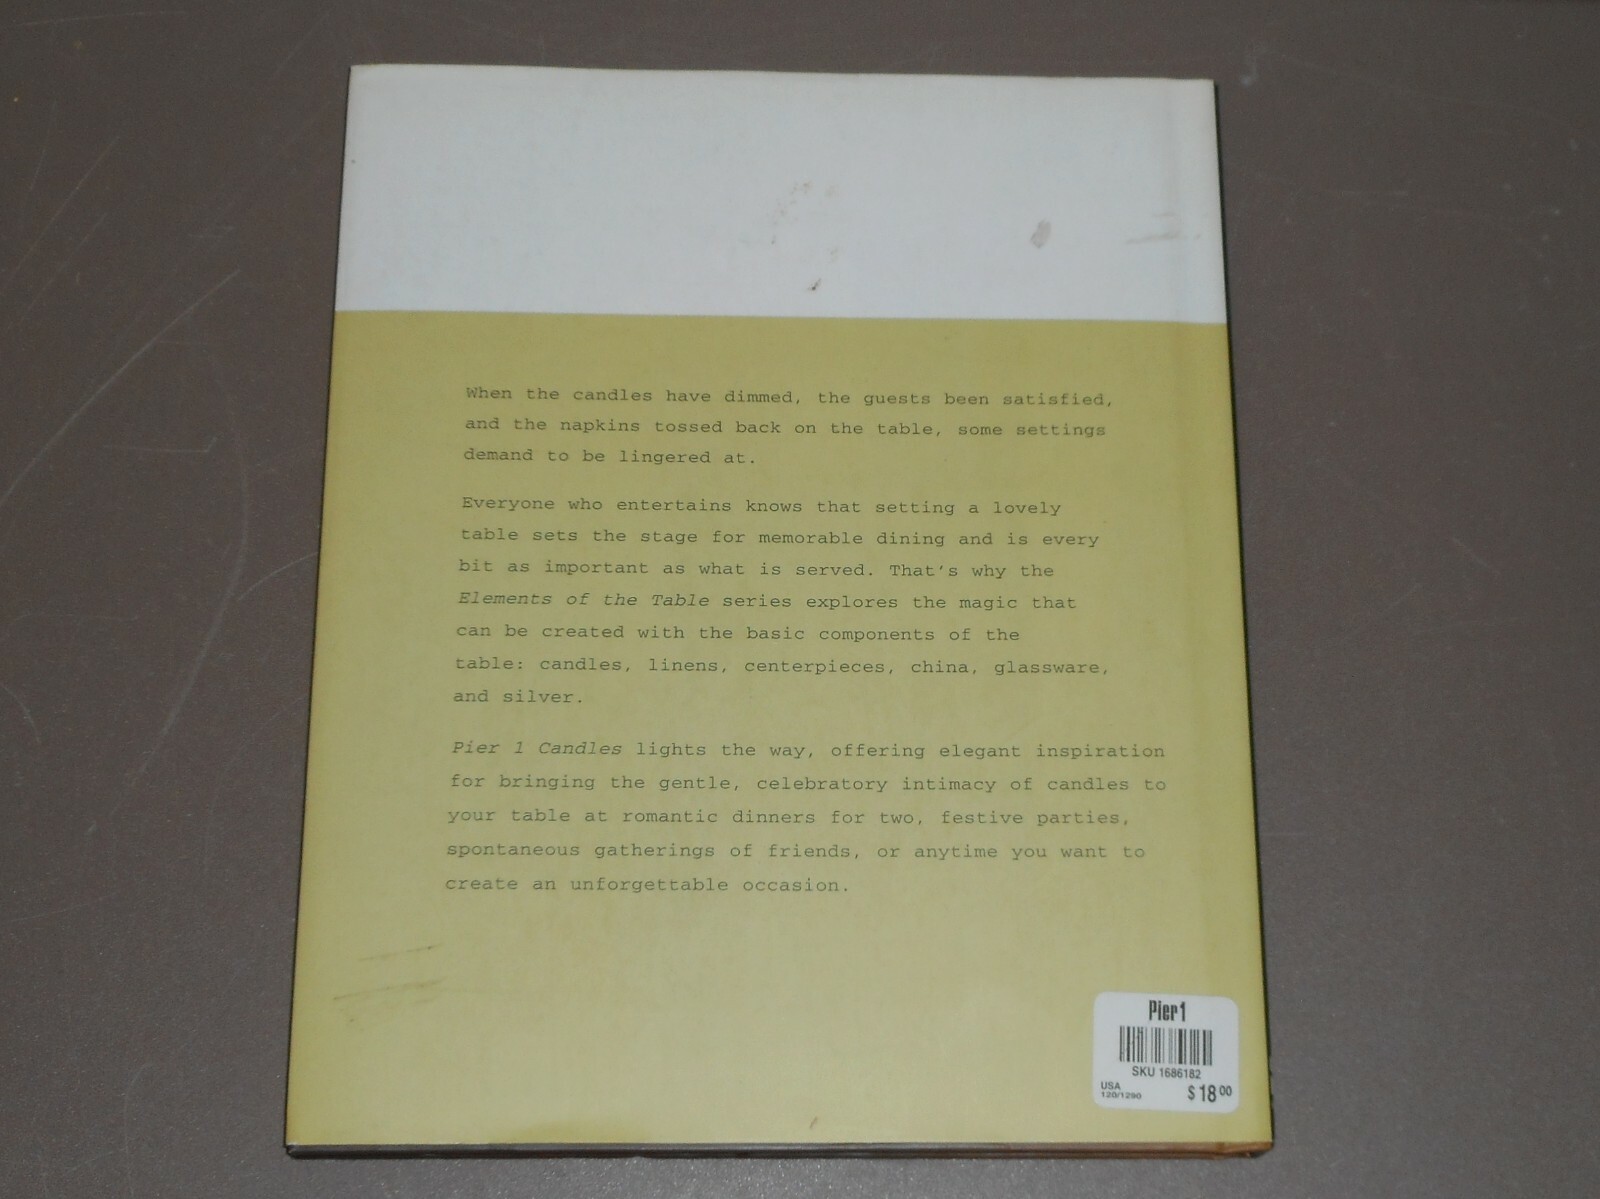 When the candles have dimmed, the guests been satisfied,
and the napkins tossed back on the table, some settings
demand to be lingered at.
Everyone who entertains knows that setting a lovely
table sets the stage for memorable dining and is every
bit as important as what is served. That's why the
Elements of the Table series explores the magic that
can be created with the basic components of the
table: candles, linens, centerpieces, china, glassware,
and silver.
Pier 1 Candles lights the way, offering elegant inspiration
for bringing the gentle, celebratory intimacy of candles to
your table at romantic dinners for two, festive parties,
spontaneous gatherings of friends, or anytime you want to
create an unforgettable occasion.
Pier 1
SKU 1686182
USA
120/1290
$18.00